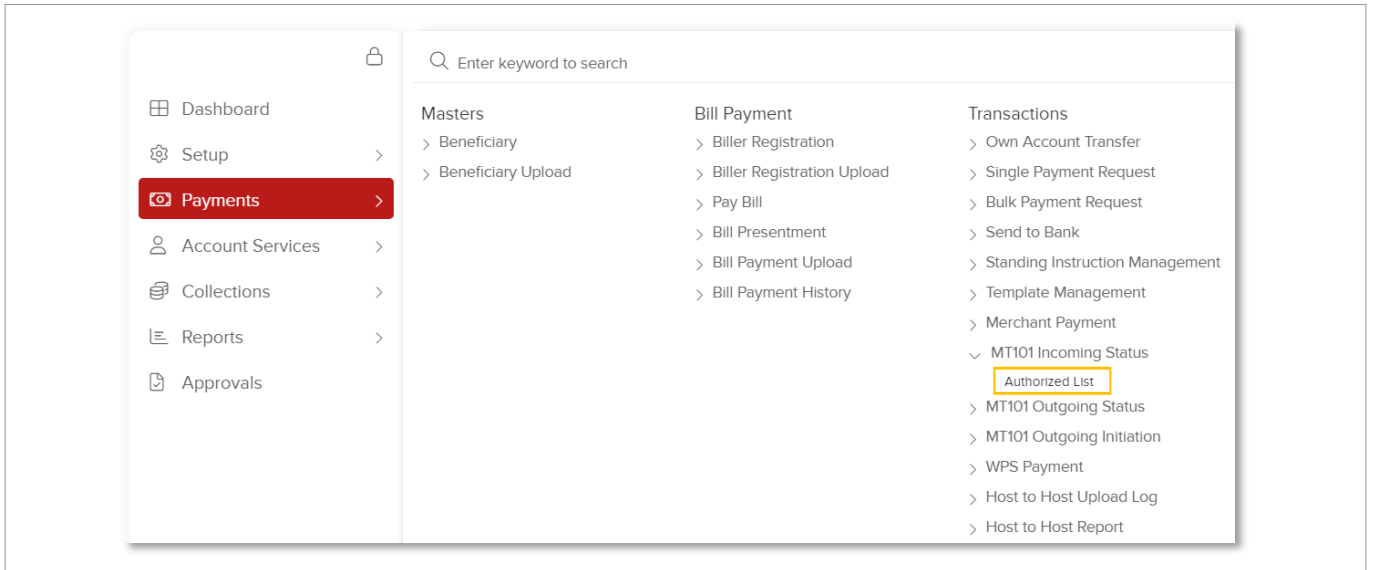 Enter keyword to search
Dashboard
Setup
Payments
Account Services
Collections
Reports
Approvals
Masters
Beneficiary
Beneficiary Upload
Bill Payment
Biller Registration
Biller Registration Upload
Pay Bill
Bill Presentment
Bill Payment Upload
Bill Payment History
Transactions
Own Account Transfer
Single Payment Request
Bulk Payment Request
Send to Bank
Standing Instruction Management
Template Management
Merchant Payment
MT101 Incoming Status
Authorized List
MT101 Outgoing Status
MT101 Outgoing Initiation
WPS Payment
Host to Host Upload Log
Host to Host Report